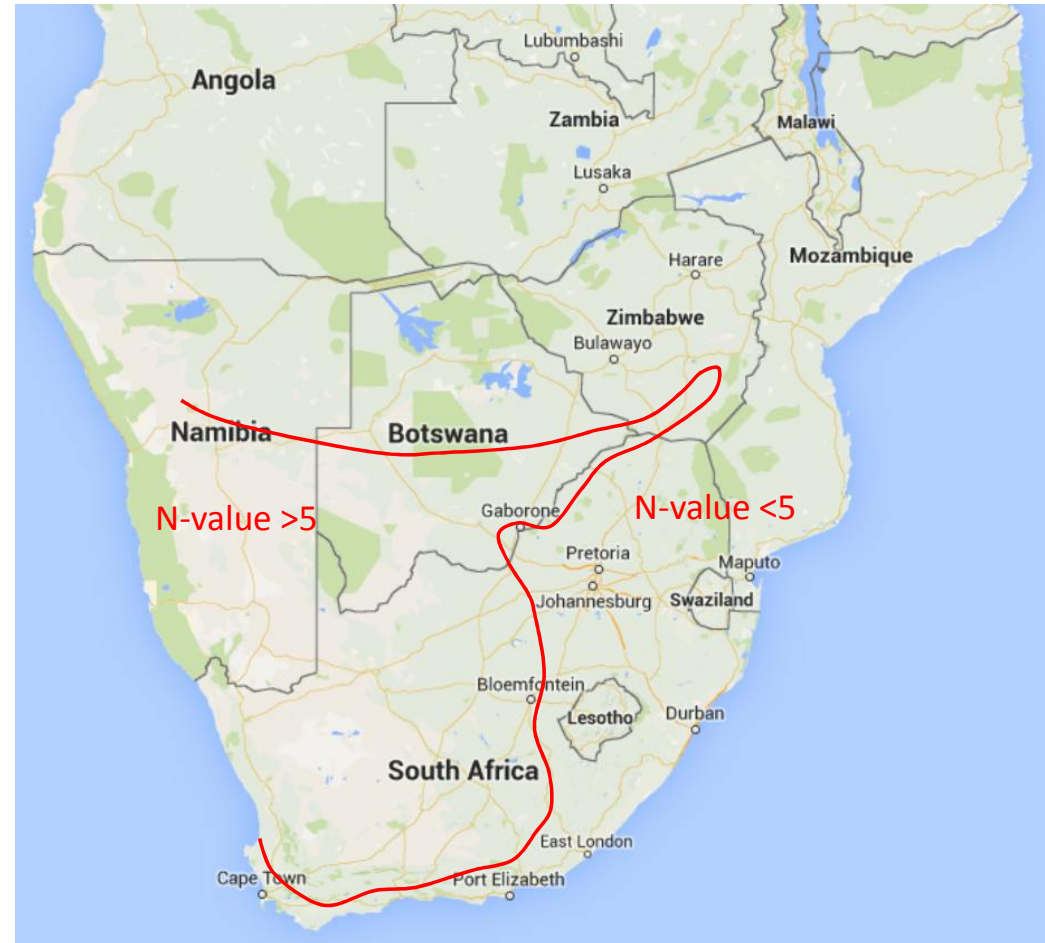 Lubumbashi
Angola
Zambia
Malawi
Lusaka
Mozambique
Harare
Zimbabwe
Bulawayo
Namibia
Botswana
N-value >5
Gaborone
N-value <5
Pretoria
Maputo
Johannesburg
Swaziland
Bloemfontein
Lesotho
Durban
South Africa
East London
Cape Town
Port Elizabeth